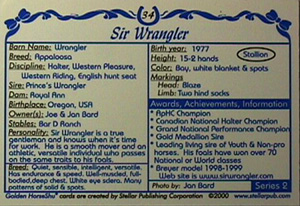 34
Sir Wrangler
Barn Name: Wrangler
Breed: Appaloosa
Discipline: Halter, Western Pleasure,
Western Riding, English hunt seat
Sire: Prince's Wrangler
Dam: Royal Ann
Birthplace: Oregon, USA
Owner(s): Joe & Jan Bard
Stables: Bar D Ranch
Personality: Sir Wrangler is a true
gentleman and knows when it's time
for work. He is a smooth mover and an
athletic, versatile individual who passes
on the same traits to his foals.
Breed: Quiet, sensible, intelligent, versatile.
Has endurance & speed. Well-muscled, full-
bodied,deep chest. White eye sclera. Many
patterns of solid & spots.
Birth year: 1977
Height: 15-2 hands
Stallion
Color: Bay, white blanket & spots
Markings
Head: Blaze
Limb: Two hind socks
Awards, Achievements, Information
• ApHC Champion
• Canadian National Halter Champion
• Grand National Performance Champion
• Gold Medallion Sire
• Leading living sire of Youth & Non-pro
horses. His foals have won over 70
National or World classes
• Breyer model 1998-1999
Web site is www.sirwrangler.com
Photo by: Jan Bard
Series 2
Golden HorseShu® cards are created by Stellar Publishing Corporation ©2000
www.stellarpub.com